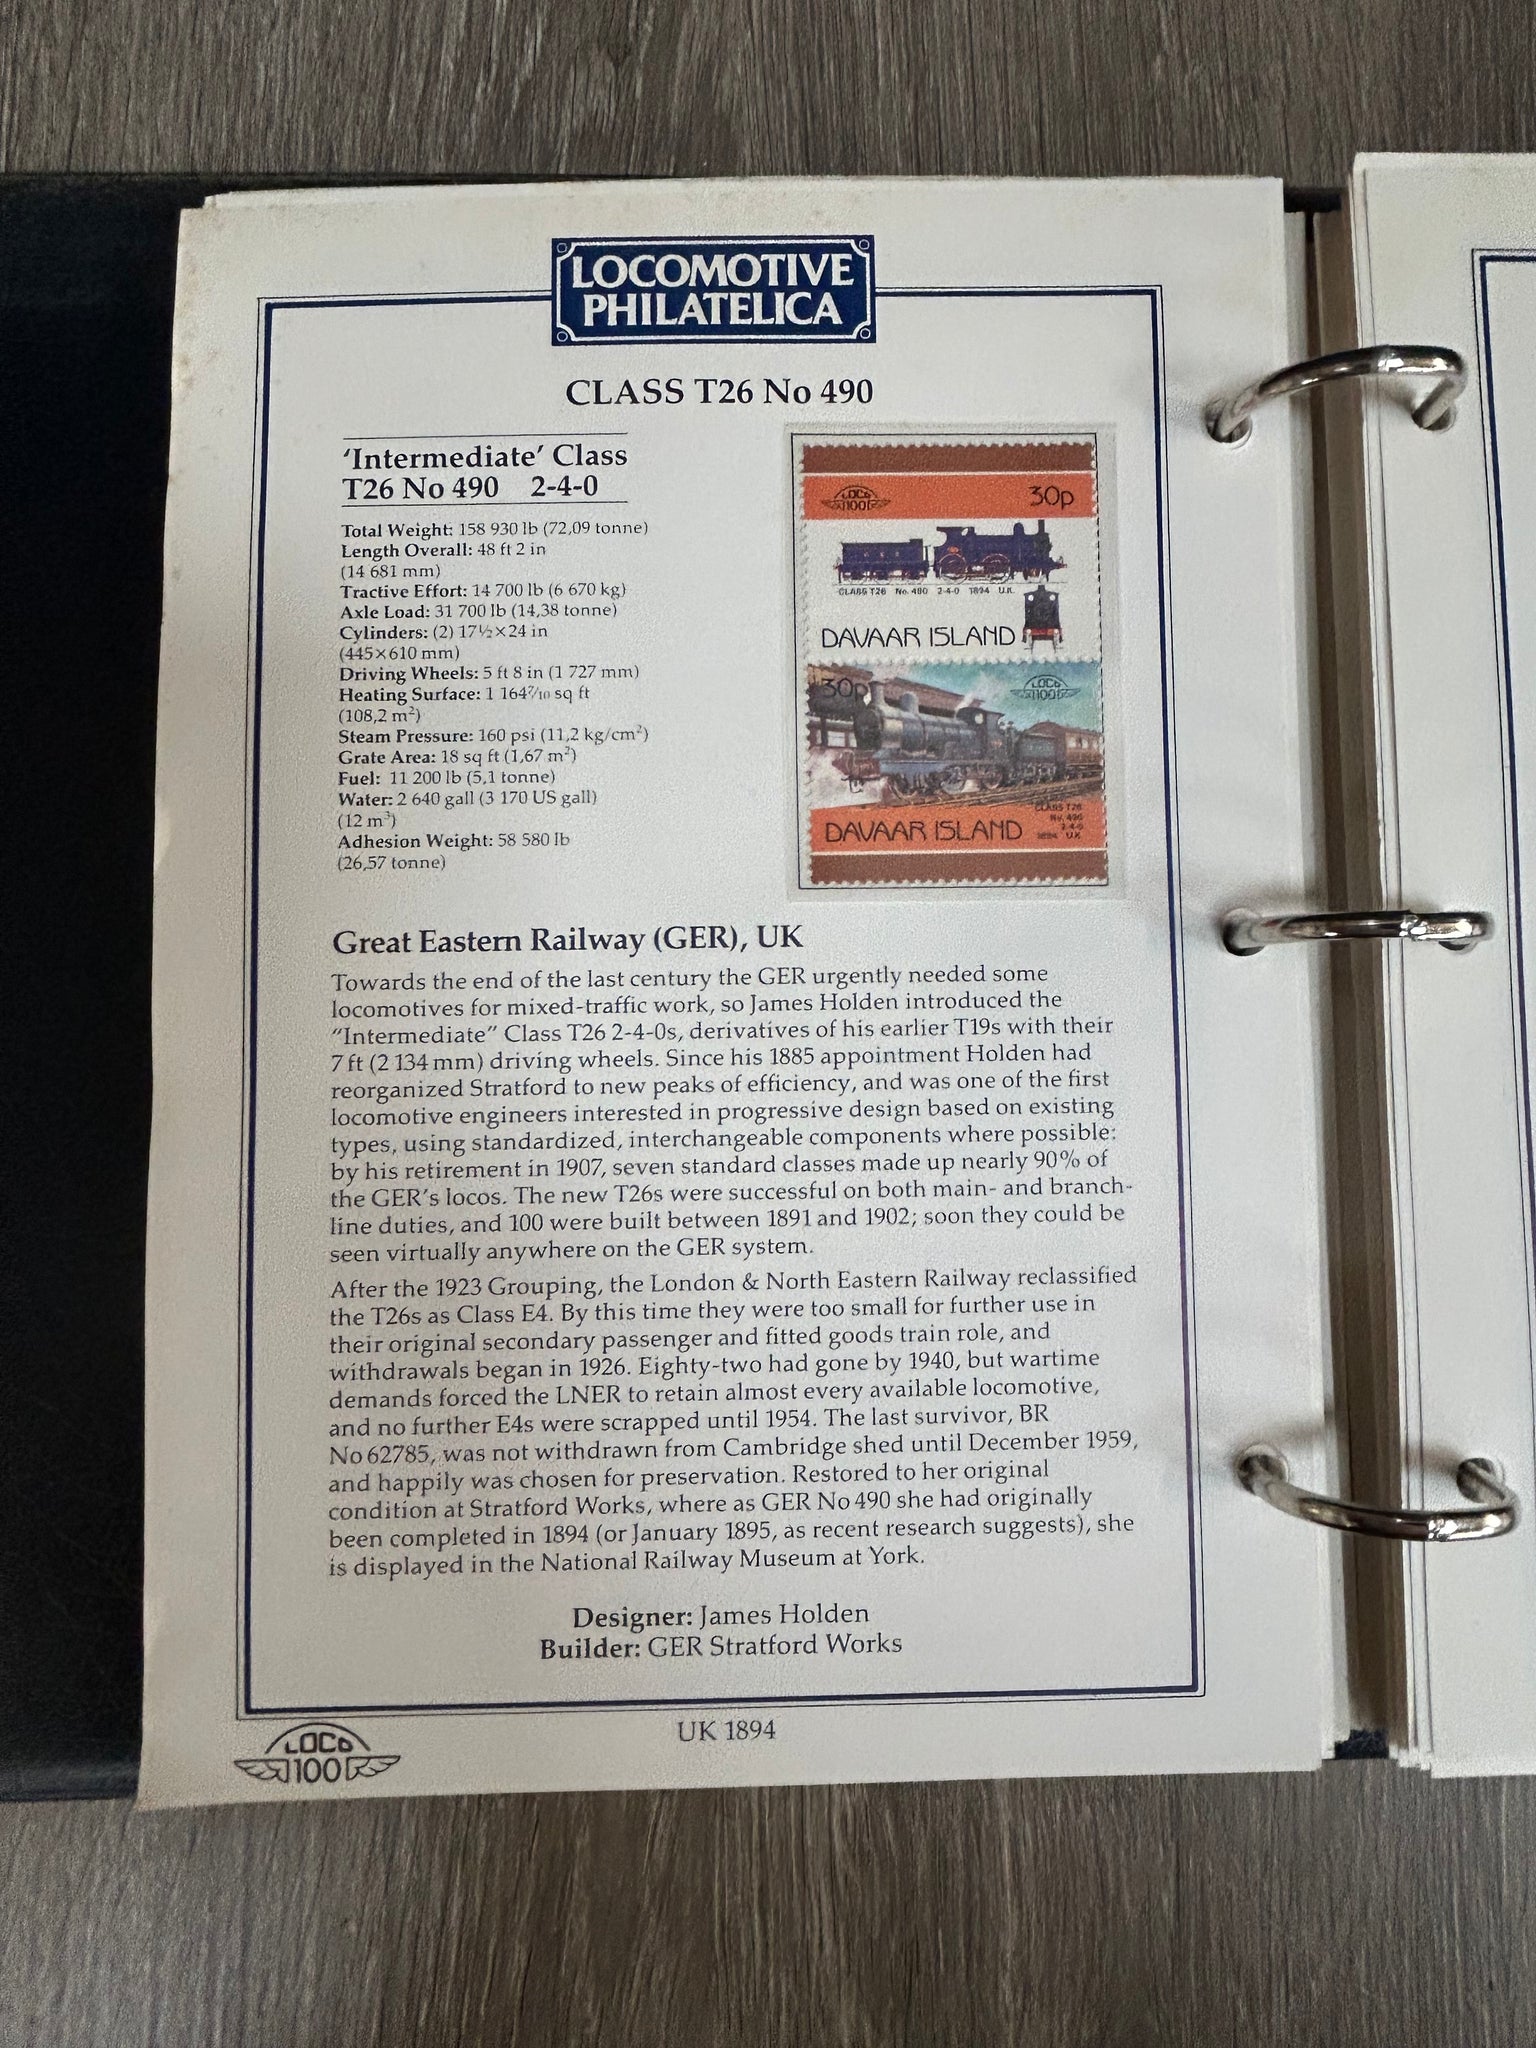 LOCOMOTIVE
PHILATELICA
CLASS T26 No 490
'Intermediate' Class
T26 No 490 2-4-0
Total Weight: 158 930 lb (72,09 tonne)
Length Overall: 48 ft 2 in
(14 681 mm)
Tractive Effort: 14 700 lb (6 670 kg)
Axle Load: 31 700 lb (14,38 tonne)
Cylinders: (2) 17½×24 in
(445×610 mm)
Driving Wheels: 5 ft 8 in (1 727 mm)
Heating Surface: 1 164⁷⁄₁₀ sq ft
(108,2 m²)
Steam Pressure: 160 psi (11,2 kg/cm²)
Grate Area: 18 sq ft (1,67 m²)
Fuel: 11 200 lb (5,1 tonne)
Water: 2 640 gall (3 170 US gall)
(12 m³)
Adhesion Weight: 58 580 lb
(26,57 tonne)
LOCO
100
30p
CLASS T26 No. 490 2-4-0 1894 U.K.
DAVAAR ISLAND
30p
LOCO
100
CLASS T26
No. 490
2-4-0
1894 U.K.
DAVAAR ISLAND
Great Eastern Railway (GER), UK
Towards the end of the last century the GER urgently needed some
locomotives for mixed-traffic work, so James Holden introduced the
"Intermediate" Class T26 2-4-0s, derivatives of his earlier T19s with their
7 ft (2 134 mm) driving wheels. Since his 1885 appointment Holden had
reorganized Stratford to new peaks of efficiency, and was one of the first
locomotive engineers interested in progressive design based on existing
types, using standardized, interchangeable components where possible:
by his retirement in 1907, seven standard classes made up nearly 90% of
the GER's locos. The new T26s were successful on both main- and branch-
line duties, and 100 were built between 1891 and 1902; soon they could be
seen virtually anywhere on the GER system.
After the 1923 Grouping, the London & North Eastern Railway reclassified
the T26s as Class E4. By this time they were too small for further use in
their original secondary passenger and fitted goods train role, and
withdrawals began in 1926. Eighty-two had gone by 1940, but wartime
demands forced the LNER to retain almost every available locomotive,
and no further E4s were scrapped until 1954. The last survivor, BR
No 62785, was not withdrawn from Cambridge shed until December 1959,
and happily was chosen for preservation. Restored to her original
condition at Stratford Works, where as GER No 490 she had originally
been completed in 1894 (or January 1895, as recent research suggests), she
is displayed in the National Railway Museum at York.
Designer: James Holden
Builder: GER Stratford Works
UK 1894
LOCO
100